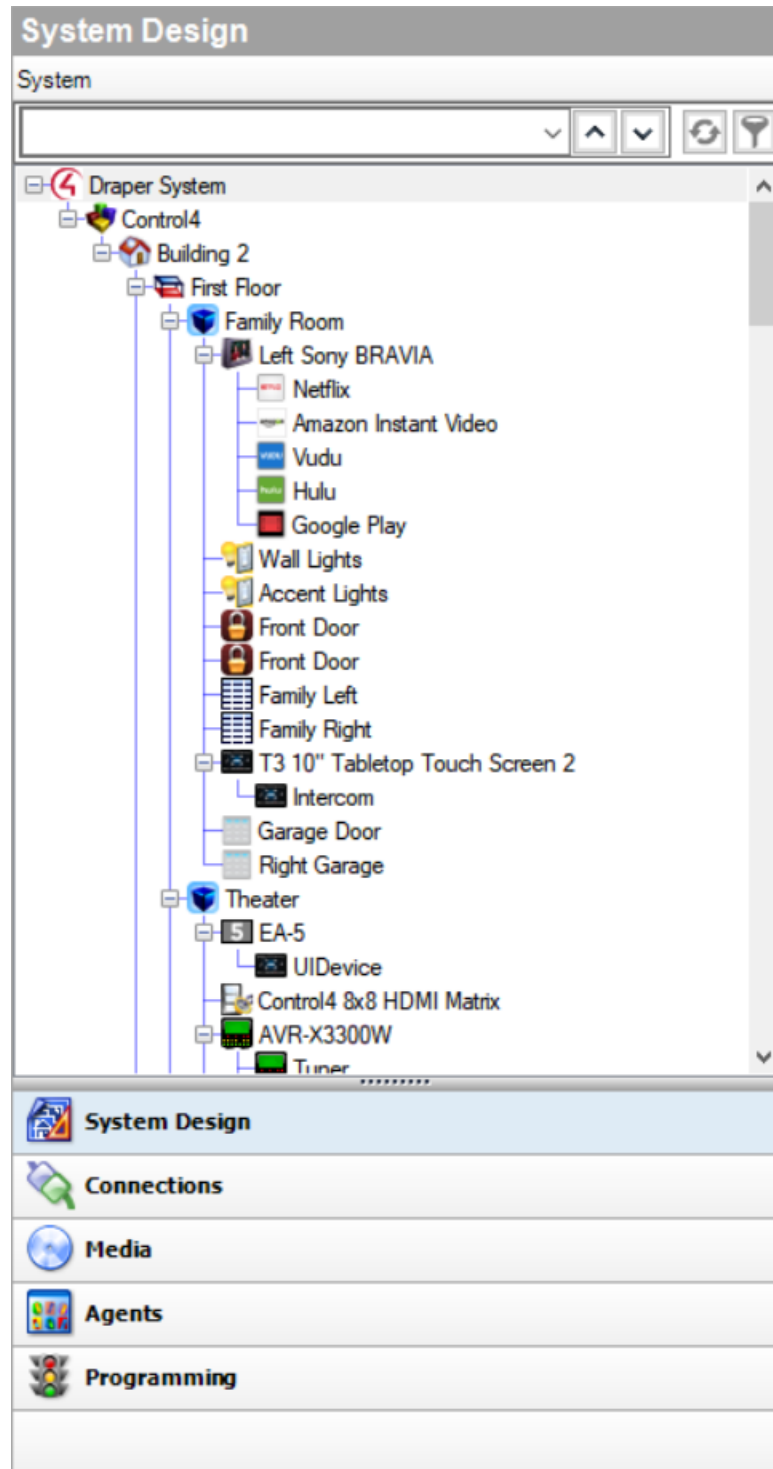 System Design
System
Draper System
Control4
Building 2
First Floor
Family Room
Left Sony BRAVIA
Netflix
Amazon Instant Video
Vudu
Hulu
Google Play
Wall Lights
Accent Lights
Front Door
Front Door
Family Left
Family Right
T3 10" Tabletop Touch Screen 2
Intercom
Garage Door
Right Garage
Theater
5 EA-5
UIDevice
Control4 8x8 HDMI Matrix
AVR-X3300W
Tuner
System Design
Connections
Media
Agents
Programming